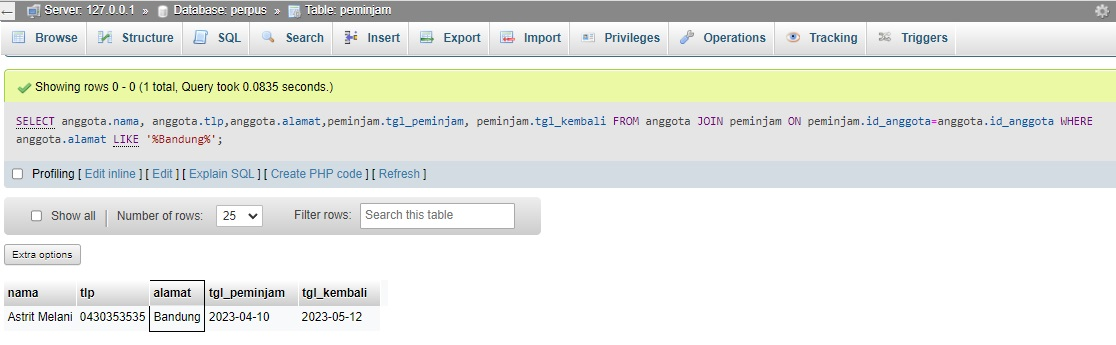 Server: 127.0.0.1 » Database: perpus » Table: peminjam
Browse Structure SQL Search Insert Export Import Privileges Operations Tracking Triggers
Showing rows 0 - 0 (1 total, Query took 0.0835 seconds.)
SELECT anggota.nama, anggota.tlp,anggota.alamat,peminjam.tgl_peminjam, peminjam.tgl_kembali FROM anggota JOIN peminjam ON peminjam.id_anggota=anggota.id_anggota WHERE
anggota.alamat LIKE '%Bandung%';
Profiling [ Edit inline ] [ Edit ] [ Explain SQL ] [ Create PHP code ] [ Refresh ]
Show all Number of rows: 25 Filter rows: Search this table
Extra options
nama tlp alamat tgl_peminjam tgl_kembali
Astrit Melani 0430353535 Bandung 2023-04-10 2023-05-12